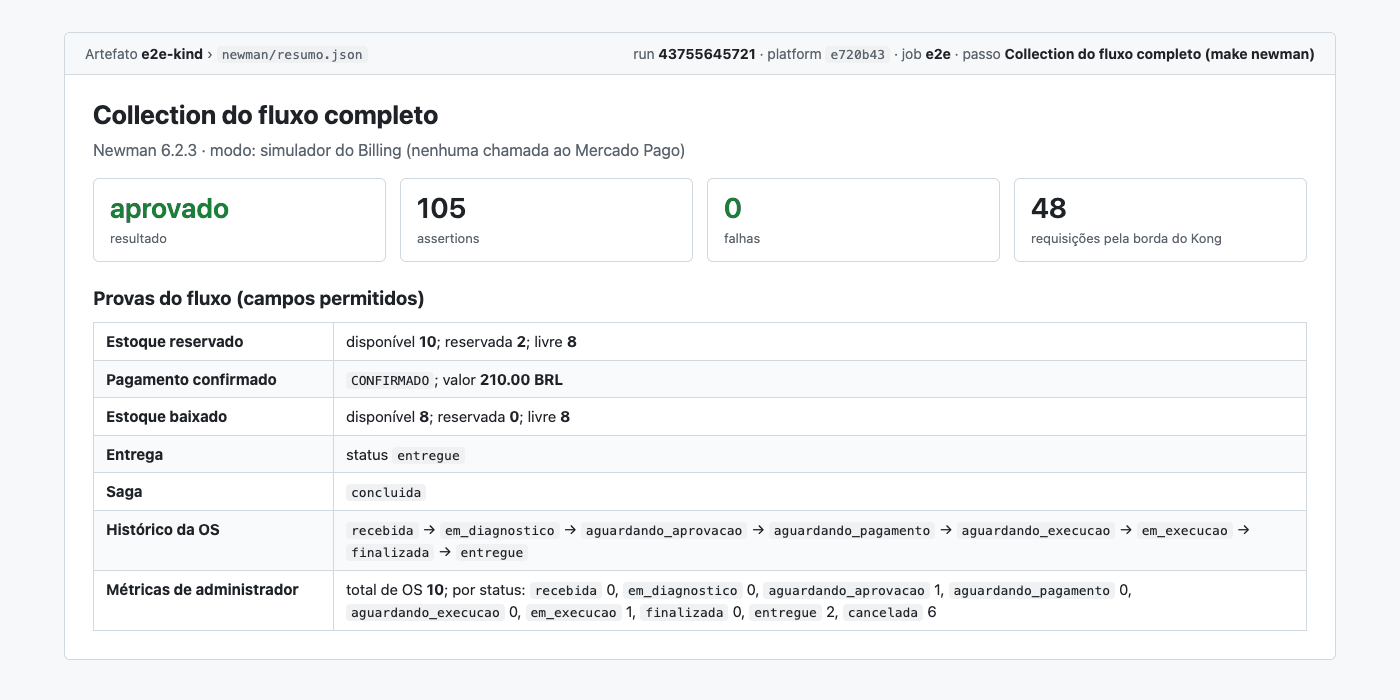 Artefato e2e-kind › newman/resumo.json
run 43755645721 · platform e720b43 · job e2e · passo Collection do fluxo completo (make newman)
Collection do fluxo completo
Newman 6.2.3 · modo: simulador do Billing (nenhuma chamada ao Mercado Pago)
aprovado
resultado
105
assertions
0
falhas
48
requisições pela borda do Kong
Provas do fluxo (campos permitidos)
Estoque reservado
disponível 10; reservada 2; livre 8
Pagamento confirmado
CONFIRMADO ; valor 210.00 BRL
Estoque baixado
disponível 8; reservada 0; livre 8
Entrega
status entregue
Saga
concluida
Histórico da OS
recebida → em_diagnostico → aguardando_aprovacao → aguardando_pagamento → aguardando_execucao → em_execucao →
finalizada → entregue
Métricas de administrador
total de OS 10; por status: recebida 0, em_diagnostico 0, aguardando_aprovacao 1, aguardando_pagamento 0,
aguardando_execucao 0, em_execucao 1, finalizada 0, entregue 2, cancelada 6